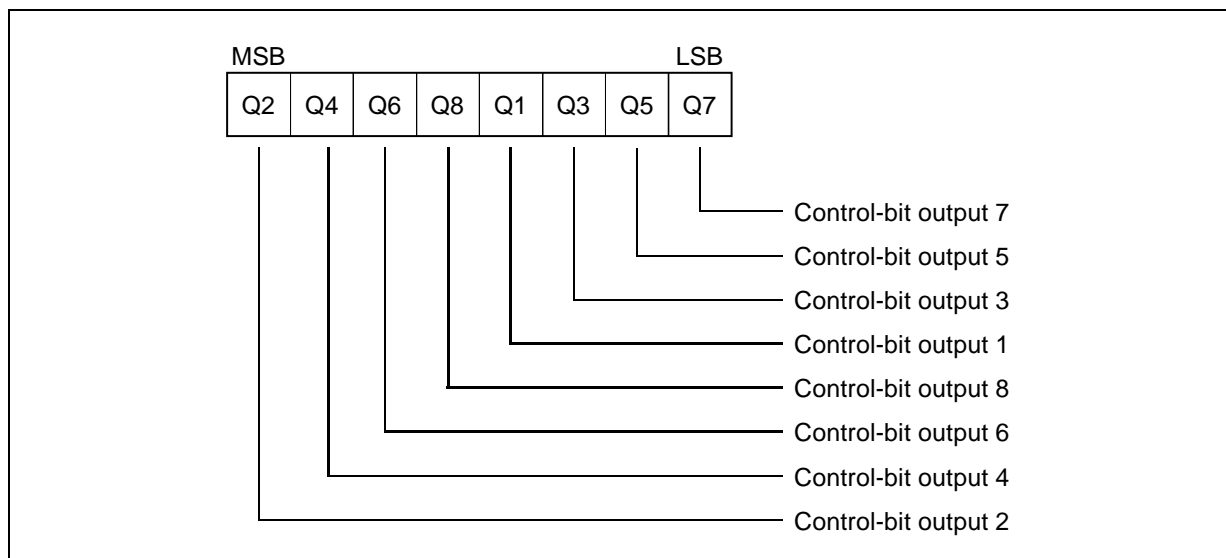 MSB LSB
Q2 Q4 Q6 Q8 Q1 Q3 Q5 Q7
Control-bit output 7
Control-bit output 5
Control-bit output 3
Control-bit output 1
Control-bit output 8
Control-bit output 6
Control-bit output 4
Control-bit output 2